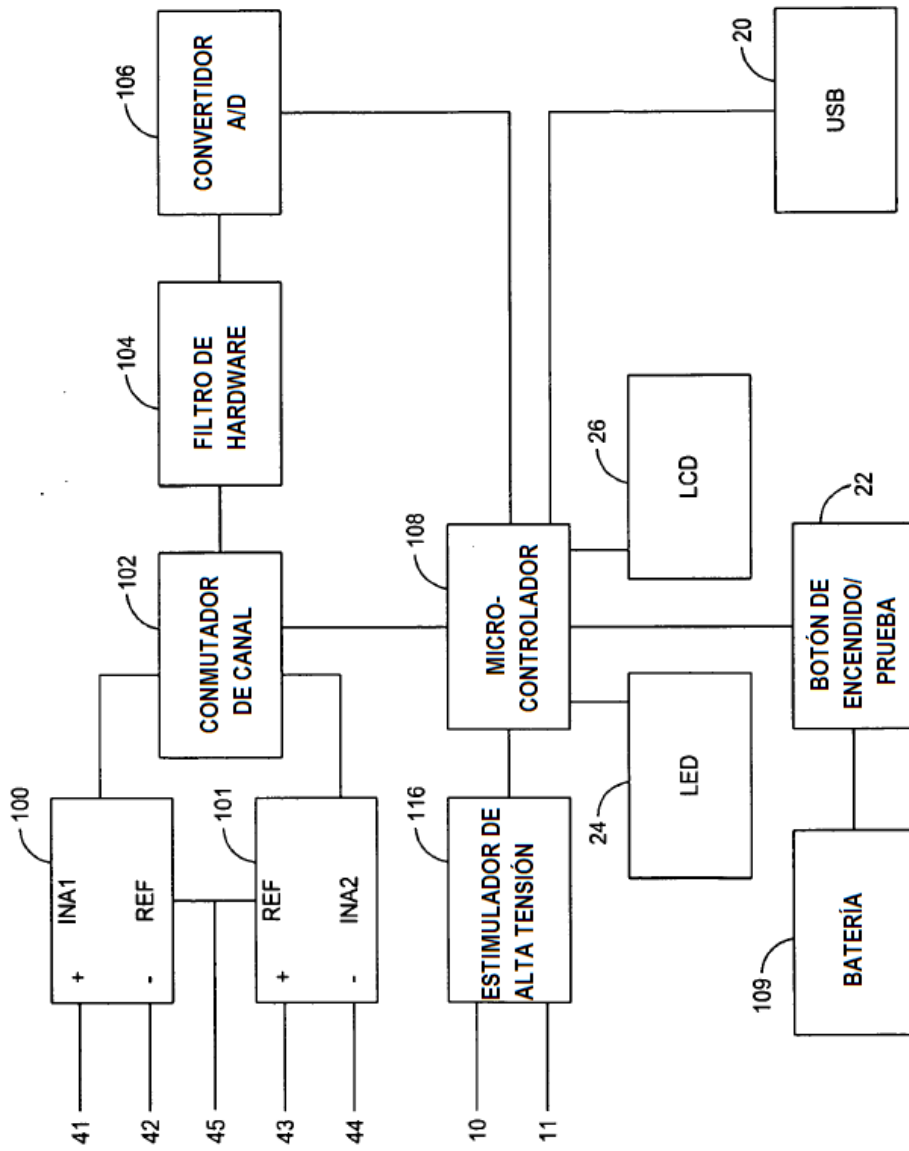 41
42
45
43
44
10
11
100
INA1
+
-
REF
101
REF
+
-
INA2
102
CONMUTADOR
DE CANAL
104
FILTRO DE
HARDWARE
106
CONVERTIDOR
A/D
116
ESTIMULADOR DE
ALTA TENSIÓN
108
MICRO-
CONTROLADOR
24
LED
26
LCD
20
USB
109
BATERÍA
22
BOTÓN DE
ENCENDIDO/
PRUEBA